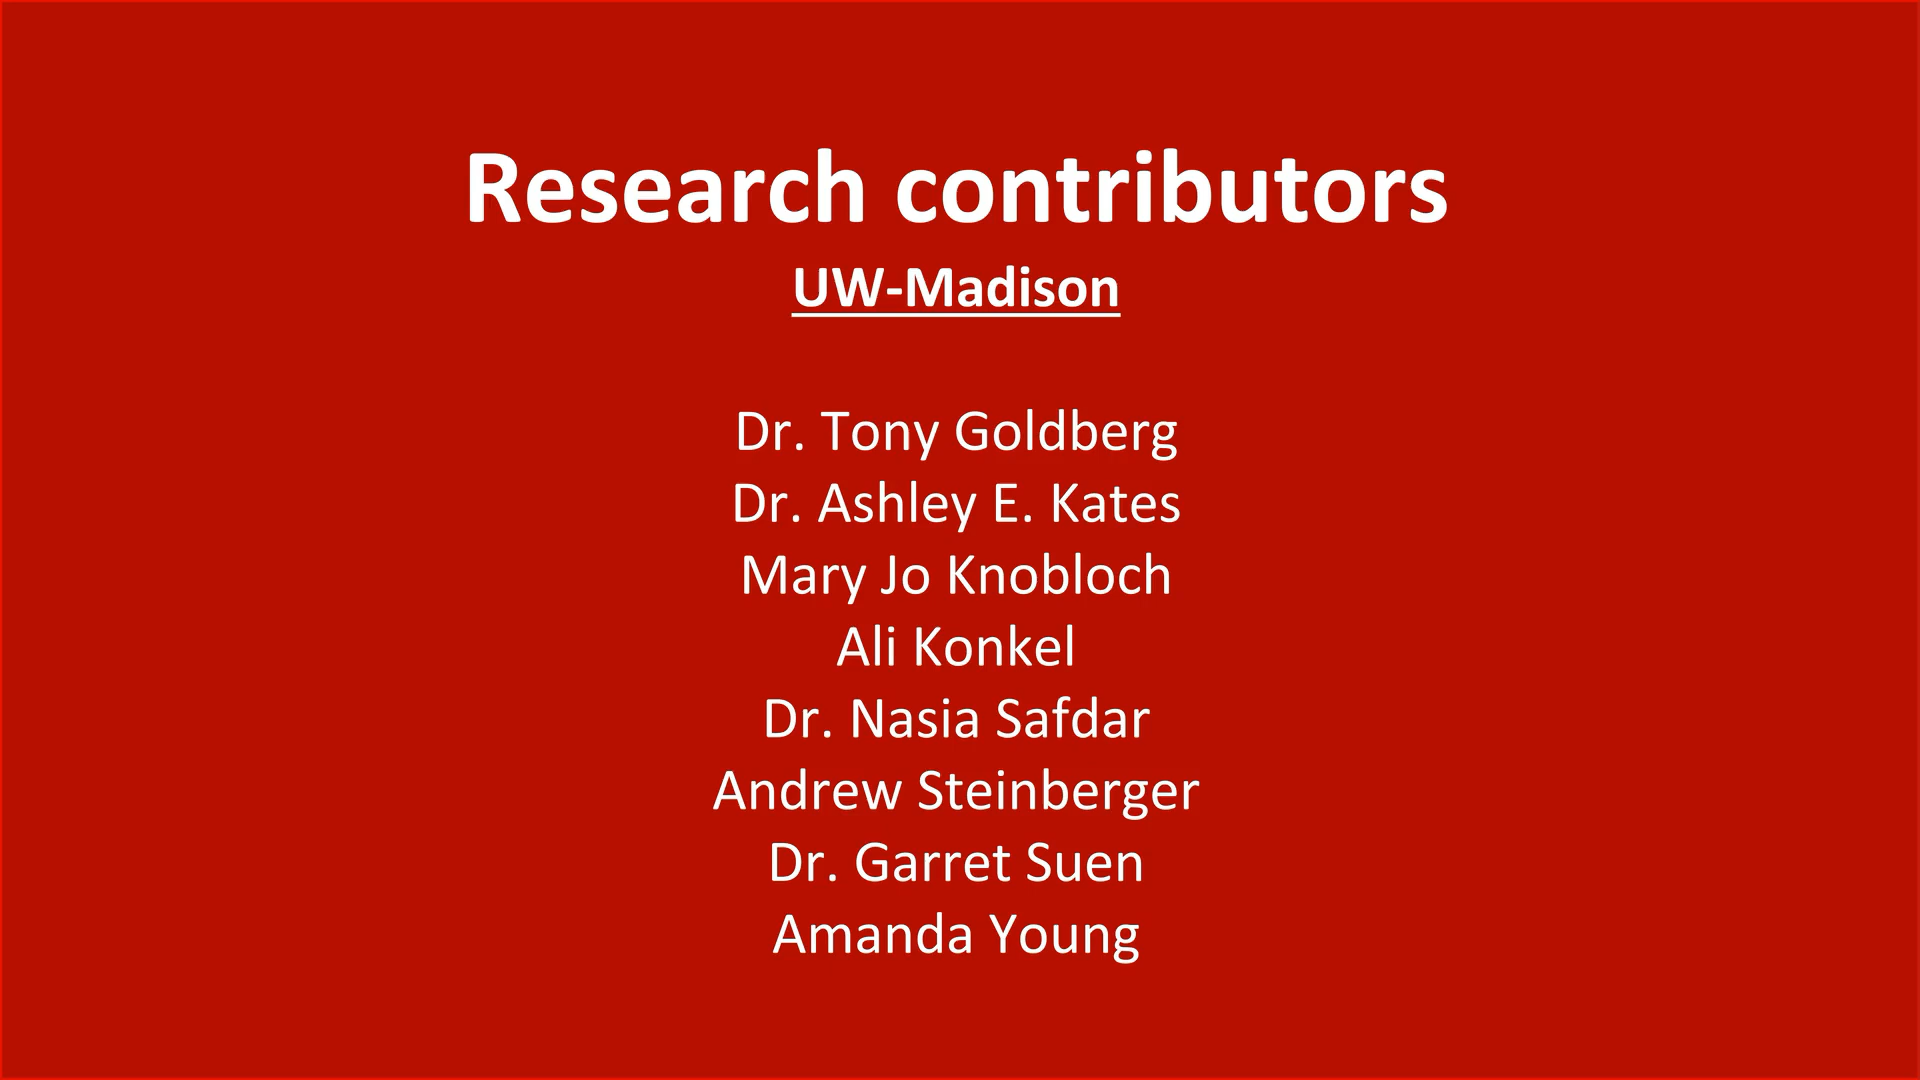 Research contributors
UW-Madison
Dr. Tony Goldberg
Dr. Ashley E. Kates
Mary Jo Knobloch
Ali Konkel
Dr. Nasia Safdar
Andrew Steinberger
Dr. Garret Suen
Amanda Young